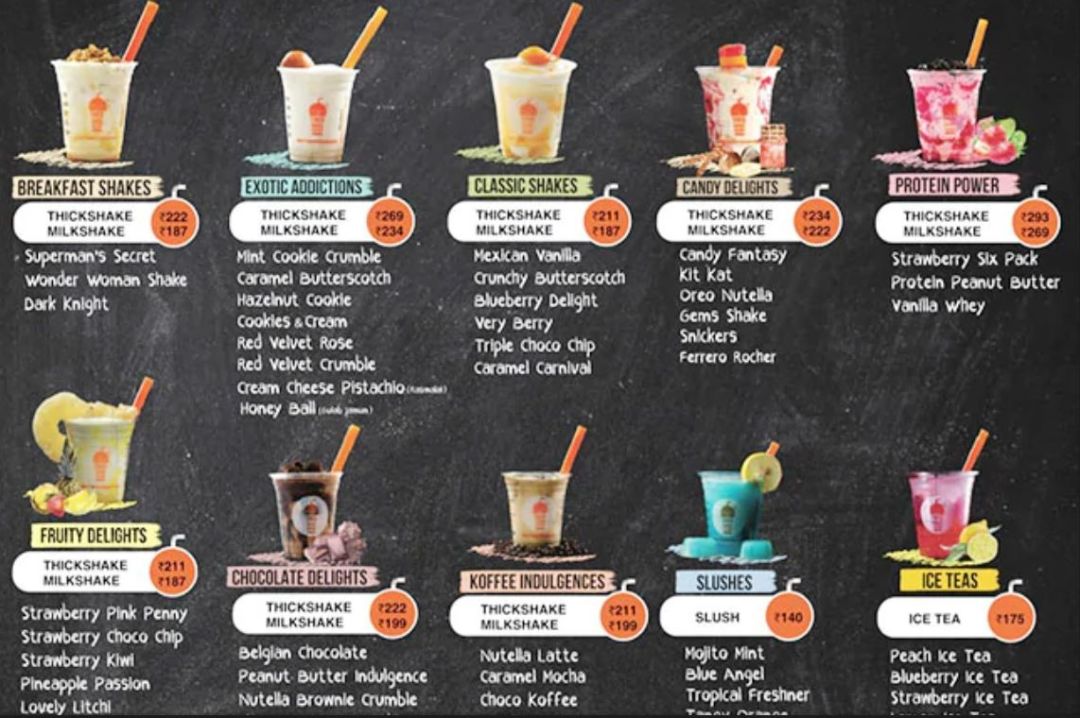 BREAKFAST SHAKES
THICKSHAKE ₹222
MILKSHAKE ₹187
Superman's Secret
Wonder Woman Shake
Dark Knight
EXOTIC ADDICTIONS
THICKSHAKE ₹269
MILKSHAKE ₹234
Mint Cookie Crumble
Caramel Butterscotch
Hazelnut Cookie
Cookies & Cream
Red Velvet Rose
Red Velvet Crumble
Cream Cheese Pistachio
Honey Ball (Gulab jamun)
CLASSIC SHAKES
THICKSHAKE ₹211
MILKSHAKE ₹187
Mexican Vanilla
Crunchy Butterscotch
Blueberry Delight
Very Berry
Triple Choco Chip
Caramel Carnival
CANDY DELIGHTS
THICKSHAKE ₹234
MILKSHAKE ₹222
Candy Fantasy
Kit Kat
Oreo Nutella
Gems Shake
Snickers
Ferrero Rocher
PROTEIN POWER
THICKSHAKE ₹293
MILKSHAKE ₹269
Strawberry Six Pack
Protein Peanut Butter
Vanilla Whey
FRUITY DELIGHTS
THICKSHAKE ₹211
MILKSHAKE ₹187
Strawberry Pink Penny
Strawberry Choco Chip
Strawberry Kiwi
Pineapple Passion
Lovely Litchi
CHOCOLATE DELIGHTS
THICKSHAKE ₹222
MILKSHAKE ₹199
Belgian Chocolate
Peanut Butter Indulgence
Nutella Brownie Crumble
KOFFEE INDULGENCES
THICKSHAKE ₹211
MILKSHAKE ₹199
Nutella Latte
Caramel Mocha
Choco Koffee
SLUSHES
SLUSH ₹140
Mojito Mint
Blue Angel
Tropical Freshner
Tangy Orange
ICE TEAS
ICE TEA ₹175
Peach Ice Tea
Blueberry Ice Tea
Strawberry Ice Tea